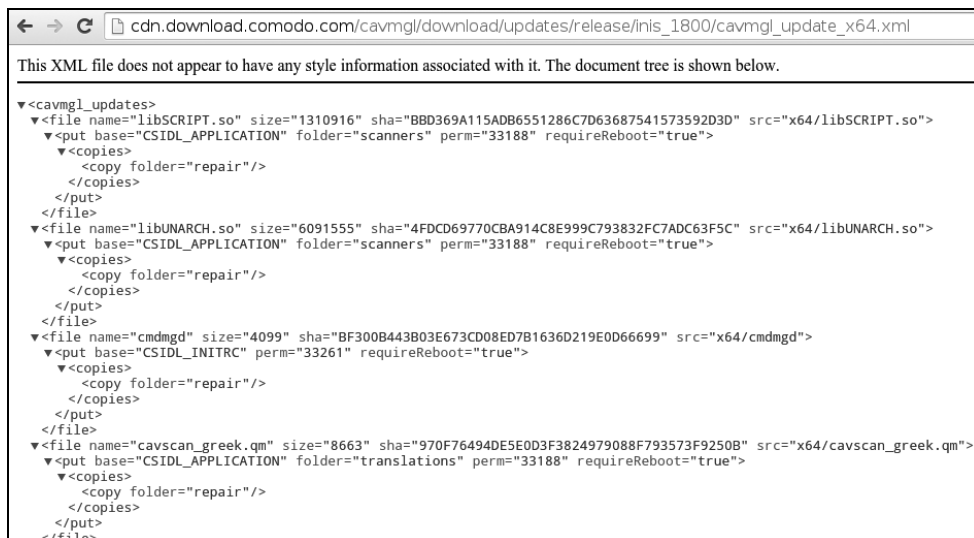 cdn.download.comodo.com/cavmgl/download/updates/release/inis_1800/cavmgl_update_x64.xml
This XML file does not appear to have any style information associated with it. The document tree is shown below.
▼<cavmgl_updates>
▼<file name="libSCRIPT.so" size="1310916" sha="BBD369A115ADB6551286C7D63687541573592D3D" src="x64/libSCRIPT.so">
▼<put base="CSIDL_APPLICATION" folder="scanners" perm="33188" requireReboot="true">
▼<copies>
<copy folder="repair"/>
</copies>
</put>
</file>
▼<file name="libUNARCH.so" size="6091555" sha="4FDCD69770CBA914C8E999C793832FC7ADC63F5C" src="x64/libUNARCH.so">
▼<put base="CSIDL_APPLICATION" folder="scanners" perm="33188" requireReboot="true">
▼<copies>
<copy folder="repair"/>
</copies>
</put>
</file>
▼<file name="cmdmgd" size="4099" sha="BF300B443B03E673CD08ED7B1636D219E0D66699" src="x64/cmdmgd">
▼<put base="CSIDL_INITRC" perm="33261" requireReboot="true">
▼<copies>
<copy folder="repair"/>
</copies>
</put>
</file>
▼<file name="cavscan_greek.qm" size="8663" sha="970F76494DE5E0D3F3824979088F793573F9250B" src="x64/cavscan_greek.qm">
▼<put base="CSIDL_APPLICATION" folder="translations" perm="33188" requireReboot="true">
▼<copies>
<copy folder="repair"/>
</copies>
</put>
</file>